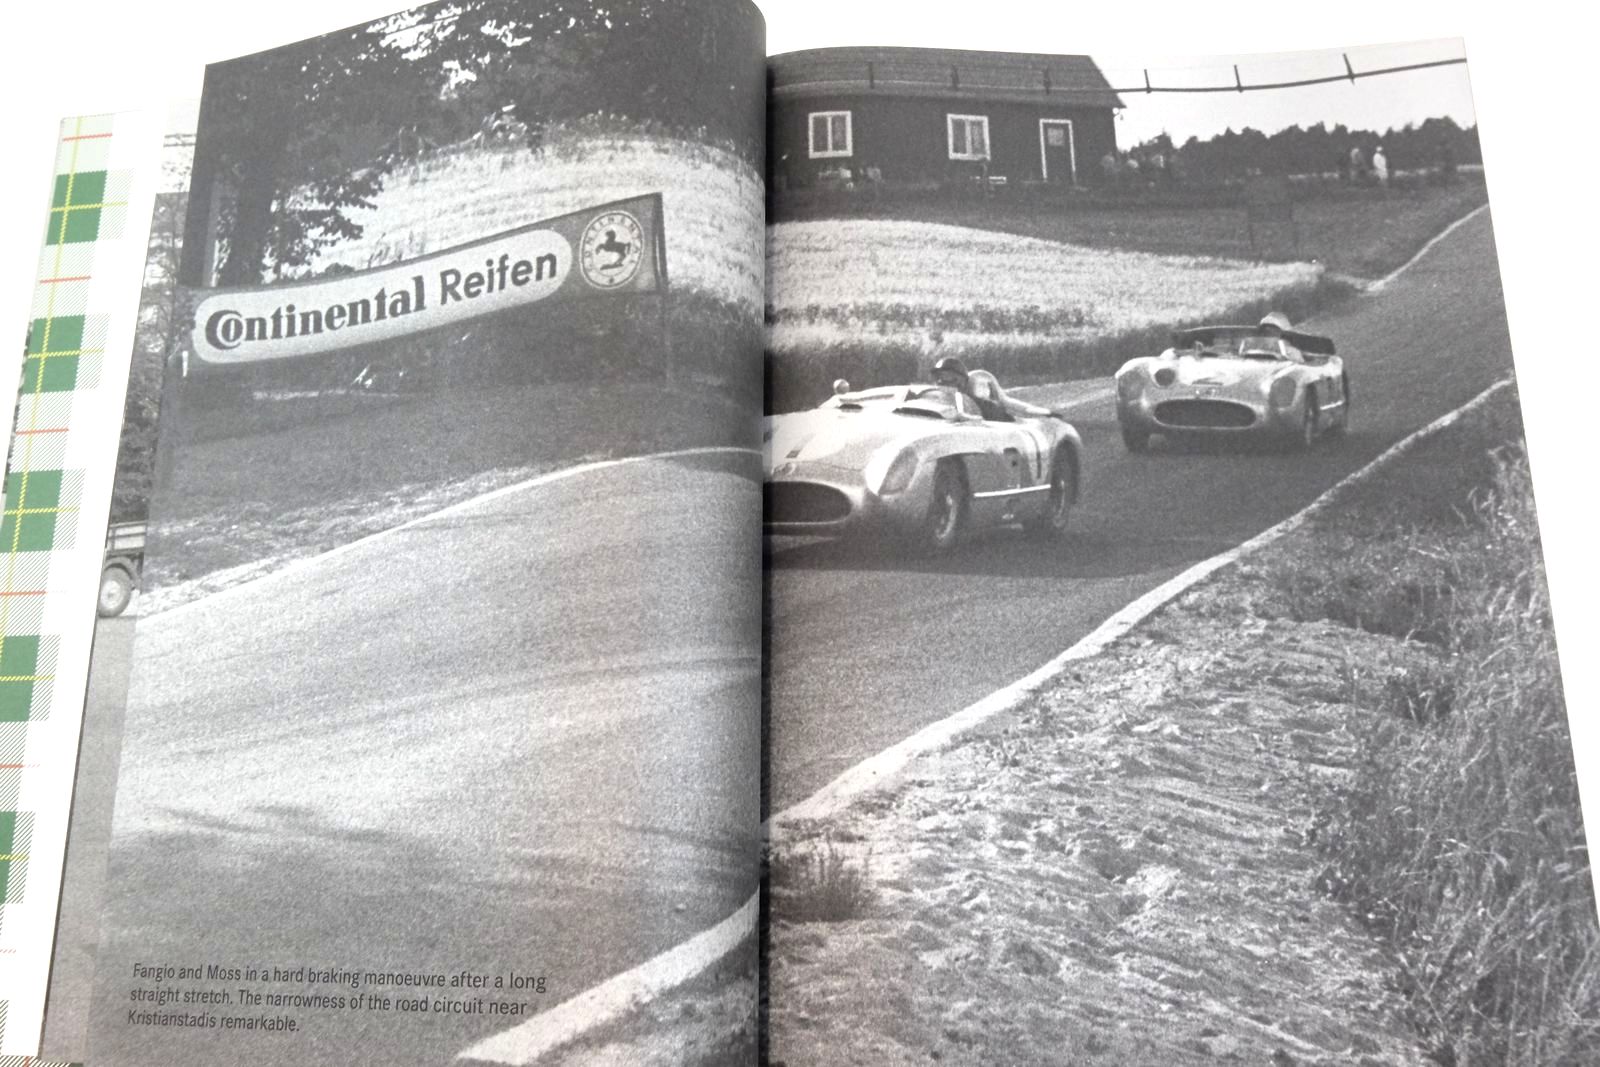 Continental Reifen
CONTINENTAL
Fangio and Moss in a hard braking manoeuvre after a long
straight stretch. The narrowness of the road circuit near
Kristianstadis remarkable.